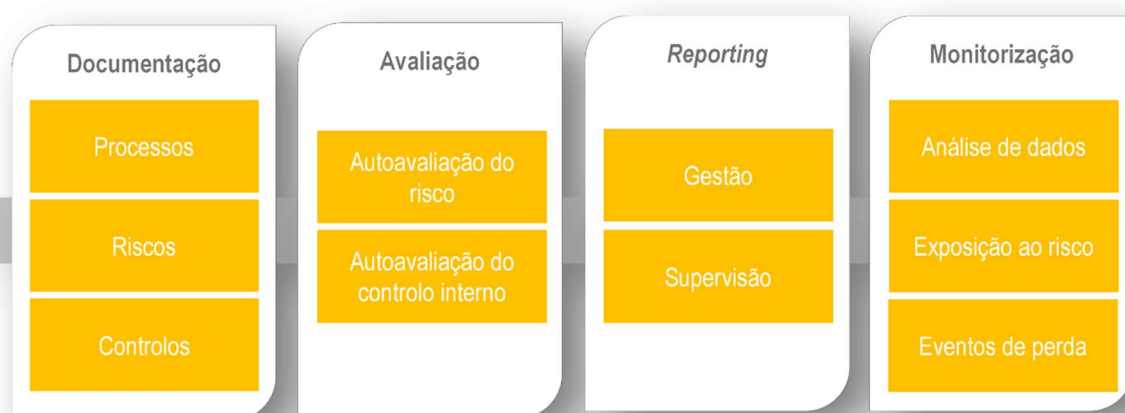 Documentação
Processos
Riscos
Controlos
Avaliação
Autoavaliação do
risco
Autoavaliação do
controlo interno
Reporting
Gestão
Supervisão
Monitorização
Análise de dados
Exposição ao risco
Eventos de perda